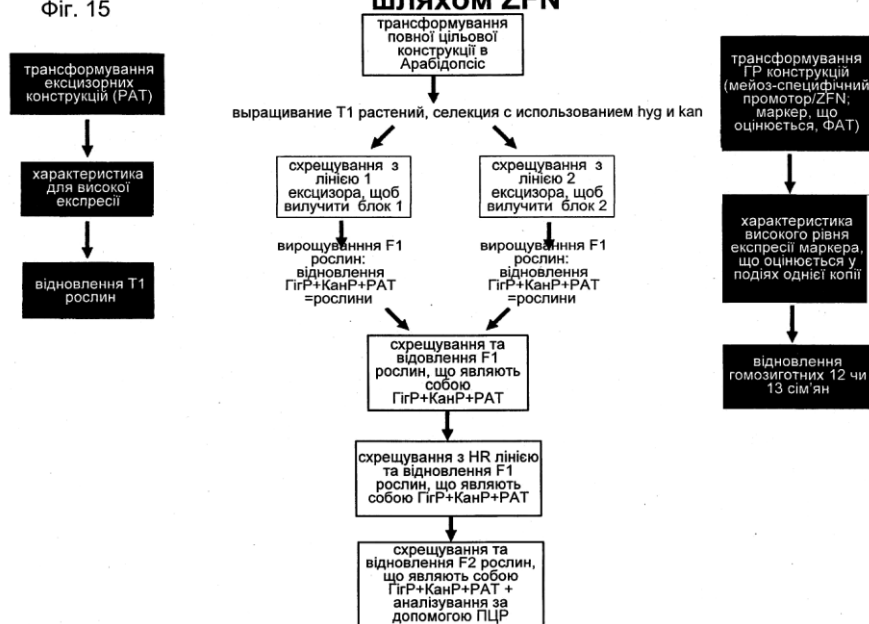 Фіг. 15
шляхом ZFN
трансформування
ексцизорних
конструкцій (PAT)
характеристика
для високої
експресії
відновлення T1
рослин
трансформування
повної цільової
конструкції в
Арабідопсіс
выращивание T1 растений, селекция с использованием hyg и kan
схрещування з
лінією 1
ексцизора, щоб
вилучити блок 1
схрещування з
лінією 2
ексцизора, щоб
вилучити блок 2
вирощуванння F1
рослин:
відновлення
ГігР+КанР+PAT
=рослини
вирощуванння F1
рослин:
відновлення
ГігР+КанР+PAT
=рослини
схрещування та
відовлення F1
рослин, що являють
собою
ГігР+КанР+PAT
схрещування з HR лінією
та відновлення F1
рослин, що являють
собою ГігР+КанР+PAT
схрещування та
відновлення F2 рослин,
що являють собою
ГігР+КанР+PAT +
аналізування за
допомогою ПЦР
трансформування
ГР конструкцій
(мейоз-специфічний
промотор/ZFN;
маркер, що
оцінюється, ФАТ)
характеристика
високого рівня
експресії маркера,
що оцінюється у
подіях однієї копії
відновлення
гомозиготних 12 чи
13 сім'ян